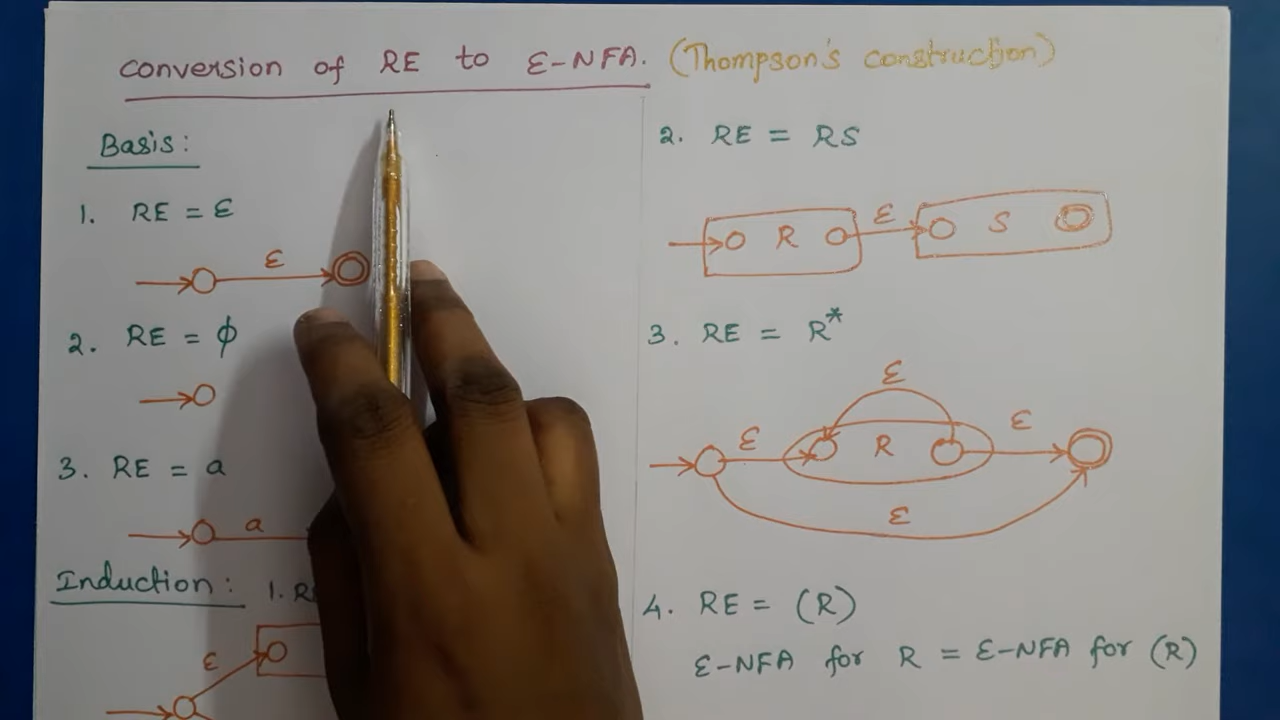 conversion of RE to ε-NFA. (Thompson's construction)
Basis:
1. RE = ε
ε
2. RE = ϕ
3. RE = a
a
Induction: 1. R
ε
2. RE = RS
R ε S
3. RE = R*
ε
ε R ε
ε
4. RE = (R)
ε-NFA for R = ε-NFA for (R)